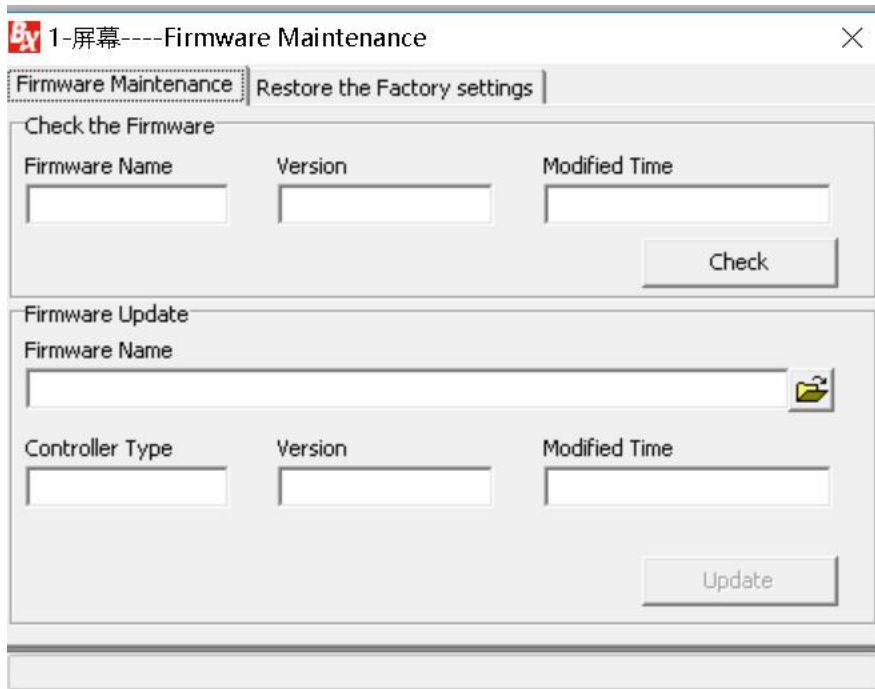 BX 1-屏幕----Firmware Maintenance
Firmware Maintenance Restore the Factory settings
Check the Firmware
Firmware Name Version Modified Time
Check
Firmware Update
Firmware Name
Controller Type Version Modified Time
Update